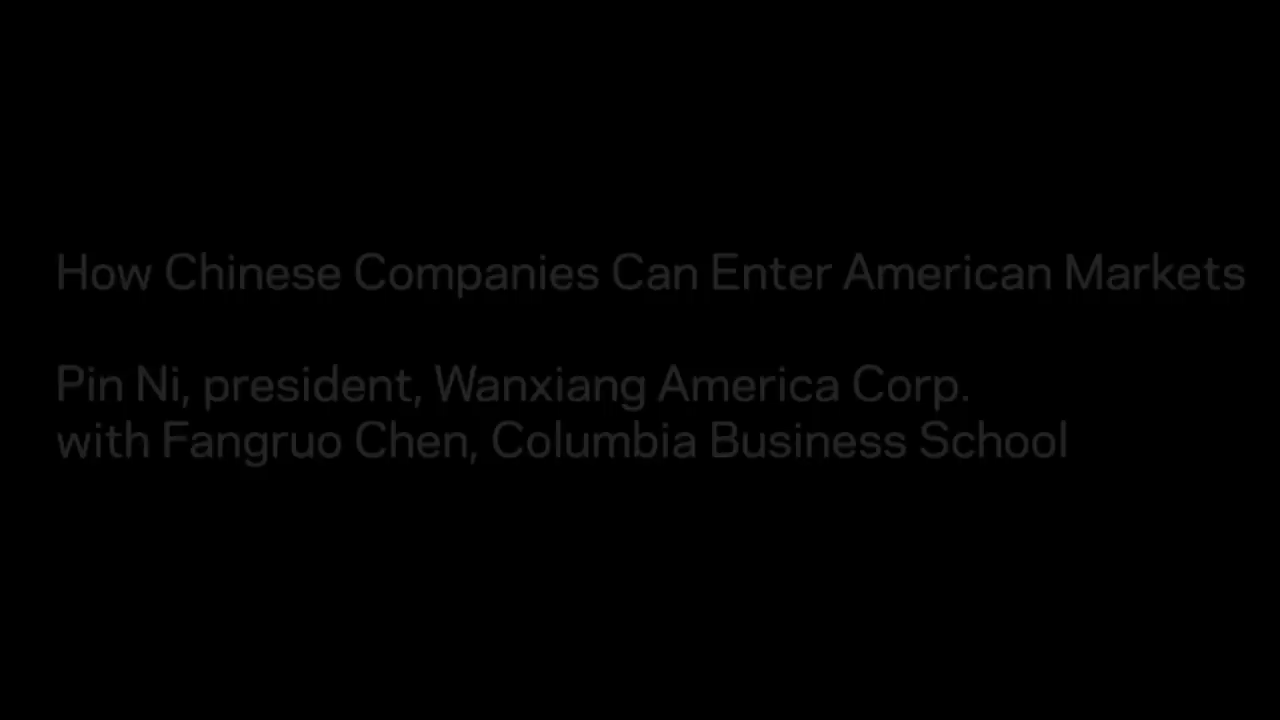 How Chinese Companies Can Enter American Markets
Pin Ni, president, Wanxiang America Corp.
with Fangruo Chen, Columbia Business School